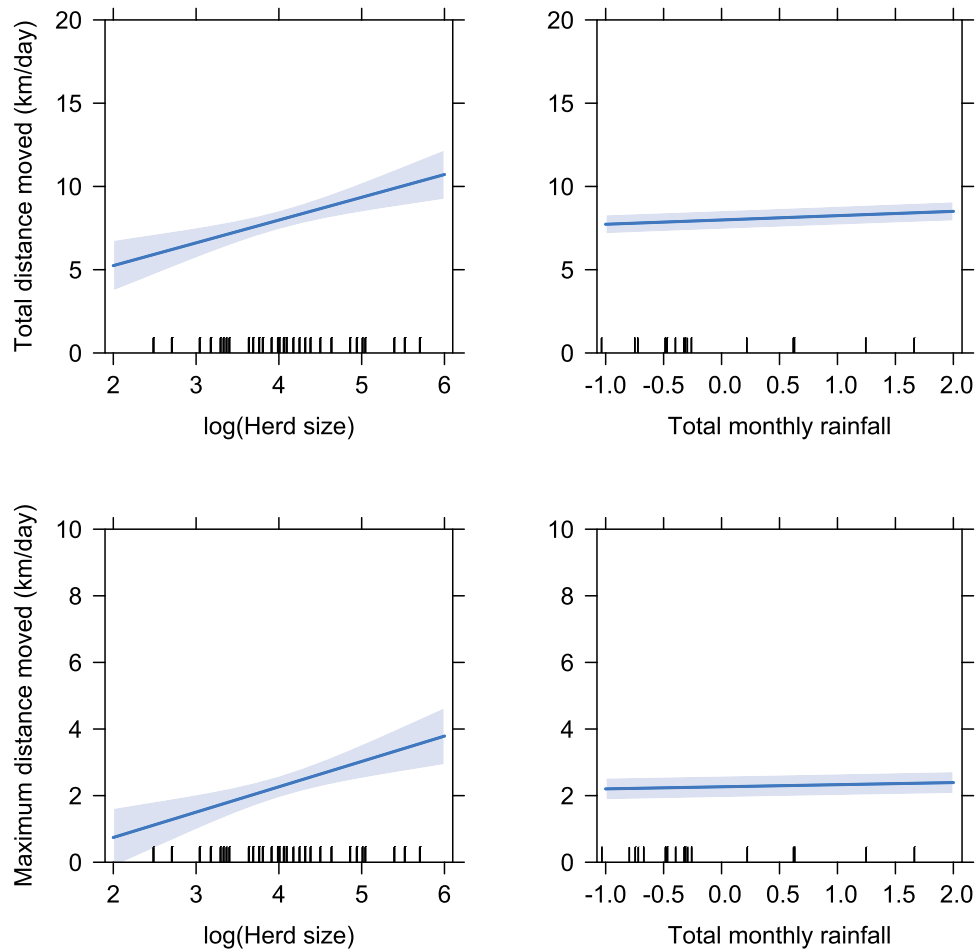 Total distance moved (km/day)
20
15
10
5
0
2 3 4 5 6
log(Herd size)
20
15
10
5
0
-1.0 -0.5 0.0 0.5 1.0 1.5 2.0
Total monthly rainfall
Maximum distance moved (km/day)
10
8
6
4
2
0
2 3 4 5 6
log(Herd size)
10
8
6
4
2
0
-1.0 -0.5 0.0 0.5 1.0 1.5 2.0
Total monthly rainfall